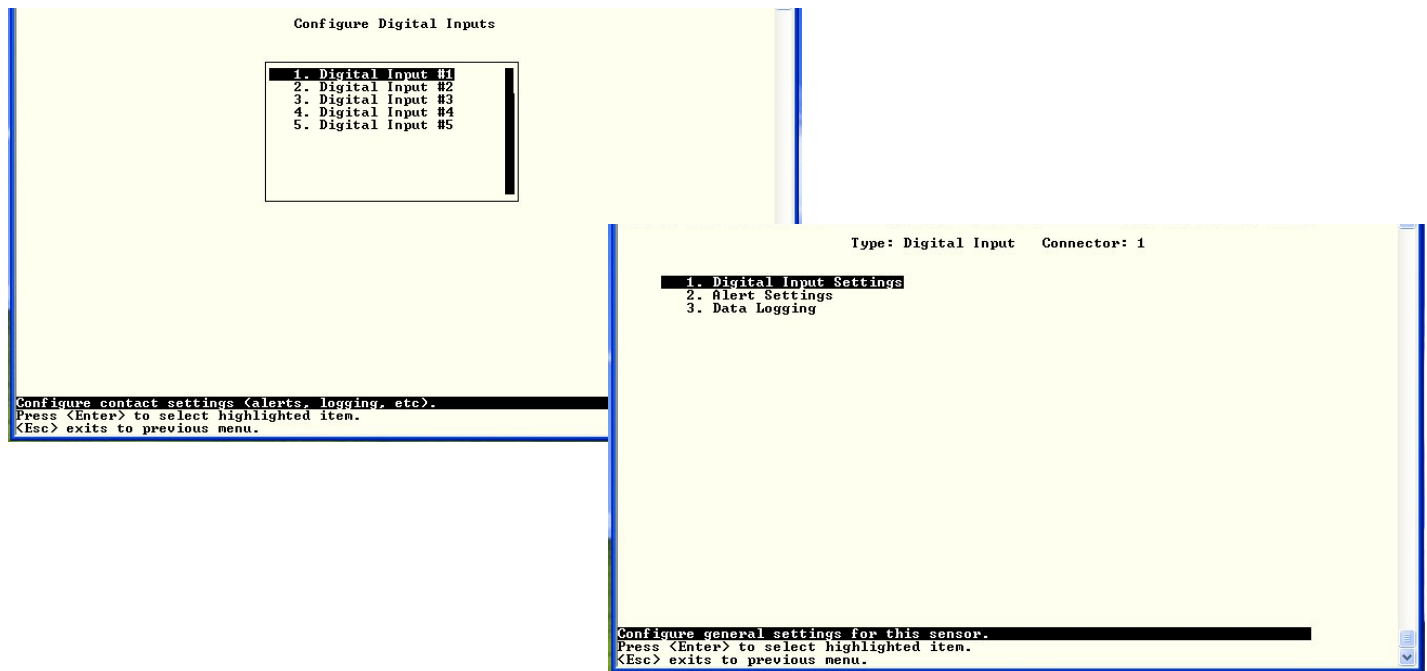 Configure Digital Inputs
1. Digital Input #1
2. Digital Input #2
3. Digital Input #3
4. Digital Input #4
5. Digital Input #5
Configure contact settings (alerts, logging, etc).
Press <Enter> to select highlighted item.
<Esc> exits to previous menu.
Type: Digital Input Connector: 1
1. Digital Input Settings
2. Alert Settings
3. Data Logging
Configure general settings for this sensor.
Press <Enter> to select highlighted item.
<Esc> exits to previous menu.